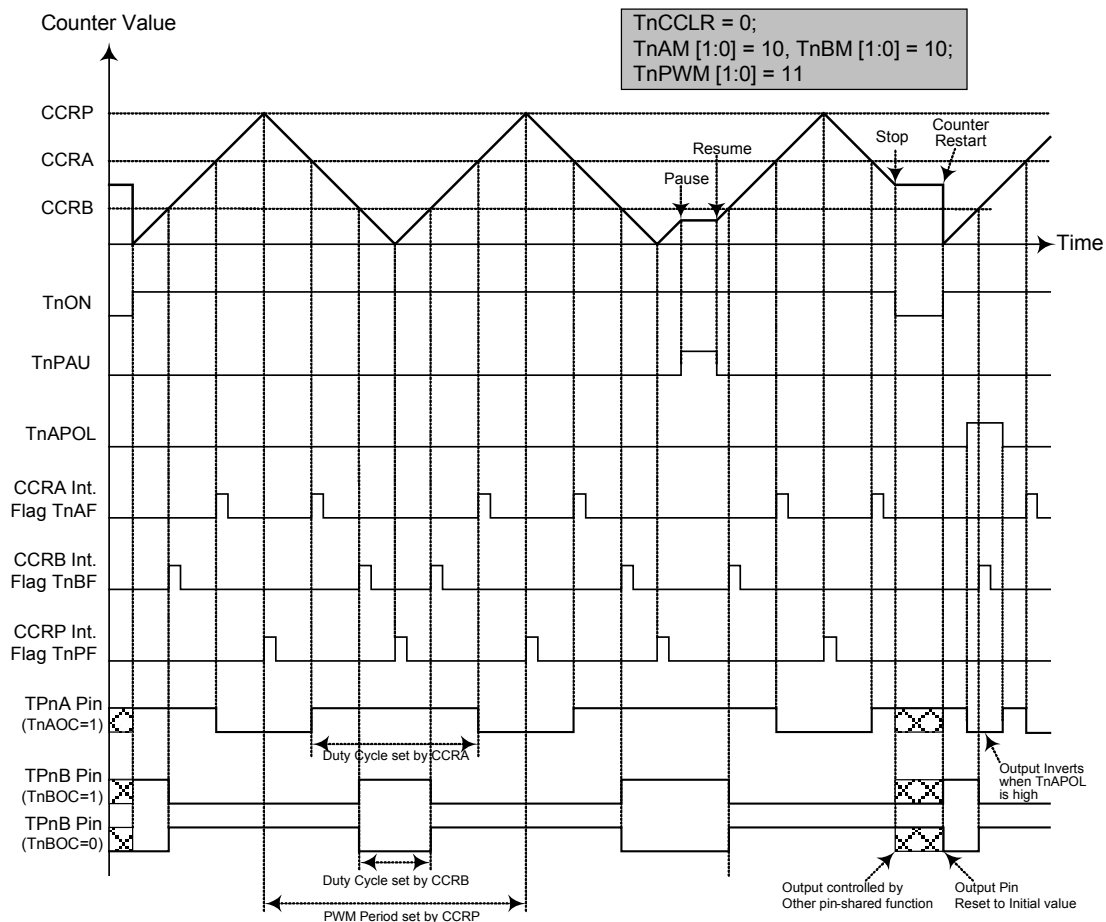 Counter Value
TnCCLR = 0;
TnAM [1:0] = 10, TnBM [1:0] = 10;
TnPWM [1:0] = 11
CCRP
CCRA
CCRB
Pause
Resume
Stop
Counter
Restart
Time
TnON
TnPAU
TnAPOL
CCRA Int.
Flag TnAF
CCRB Int.
Flag TnBF
CCRP Int.
Flag TnPF
TPnA Pin
(TnAOC=1)
Duty Cycle set by CCRA
Output Inverts
when TnAPOL
is high
TPnB Pin
(TnBOC=1)
TPnB Pin
(TnBOC=0)
Duty Cycle set by CCRB
PWM Period set by CCRP
Output controlled by
Other pin-shared function
Output Pin
Reset to Initial value